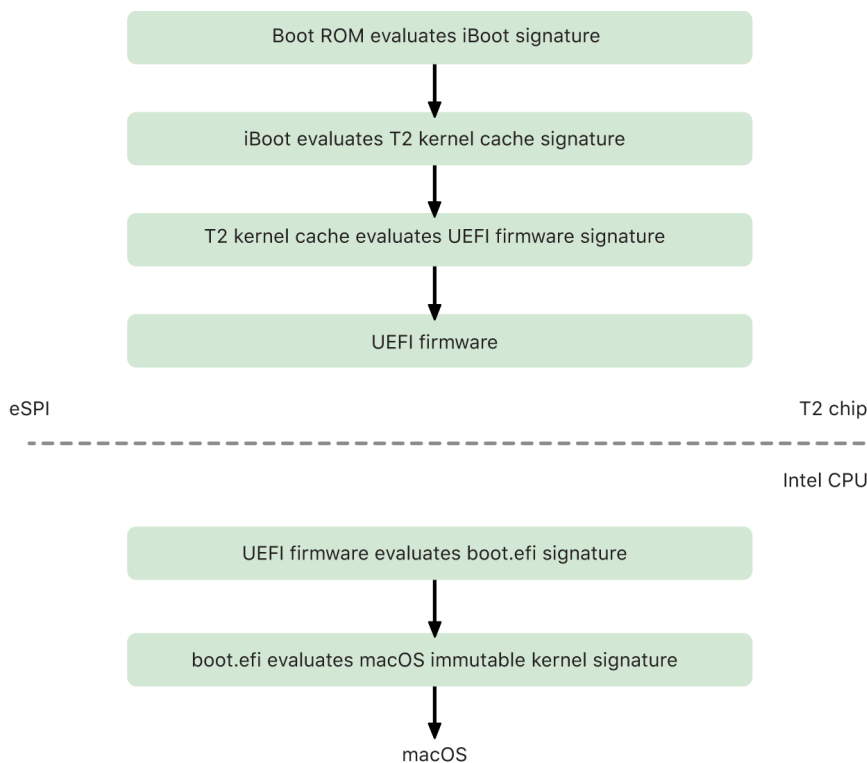 Boot ROM evaluates iBoot signature
iBoot evaluates T2 kernel cache signature
T2 kernel cache evaluates UEFI firmware signature
UEFI firmware
eSPI
T2 chip
Intel CPU
UEFI firmware evaluates boot.efi signature
boot.efi evaluates macOS immutable kernel signature
macOS